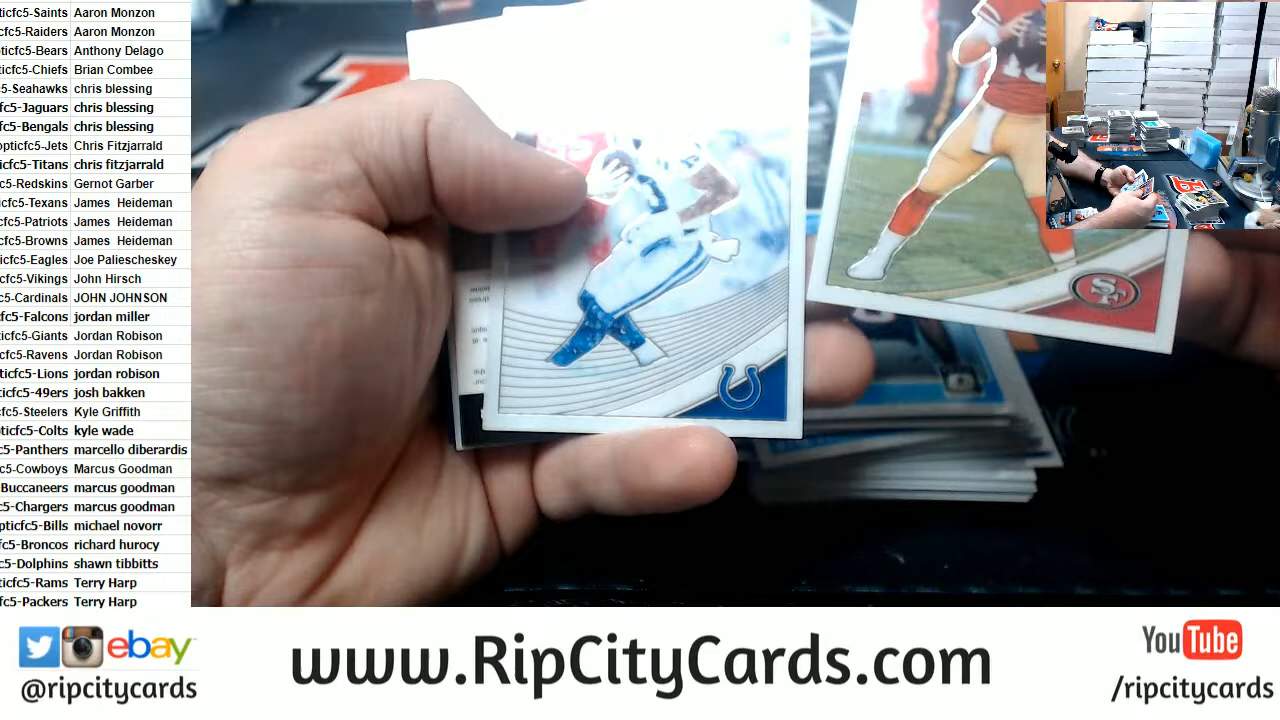 ticfc5-Saints Aaron Monzon
cfc5-Raiders Aaron Monzon
pticfc5-Bears Anthony Delago
ticfc5-Chiefs Brian Combee
5-Seahawks chris blessing
fc5-Jaguars chris blessing
fc5-Bengals chris blessing
opticfc5-Jets Chris Fitzjarrald
icfc5-Titans chris fitzjarrald
fc5-Redskins Gernot Garber
cfc5-Texans James Heideman
fc5-Patriots James Heideman
fc5-Browns James Heideman
cfc5-Eagles Joe Paliescheskey
cfc5-Vikings John Hirsch
c5-Cardinals JOHN JOHNSON
cfc5-Falcons jordan miller
ticfc5-Giants Jordan Robison
fc5-Ravens Jordan Robison
ticfc5-Lions jordan robison
ticfc5-49ers josh bakken
fc5-Steelers Kyle Griffith
pticfc5-Colts kyle wade
c5-Panthers marcello diberardis
c5-Cowboys Marcus Goodman
-Buccaneers marcus goodman
c5-Chargers marcus goodman
opticfc5-Bills michael novorr
fc5-Broncos richard hurocy
c5-Dolphins shawn tibbitts
ticfc5-Rams Terry Harp
fc5-Packers Terry Harp
SF
ebay
@ripcitycards
www.RipCityCards.com
YouTube
/ripcitycards